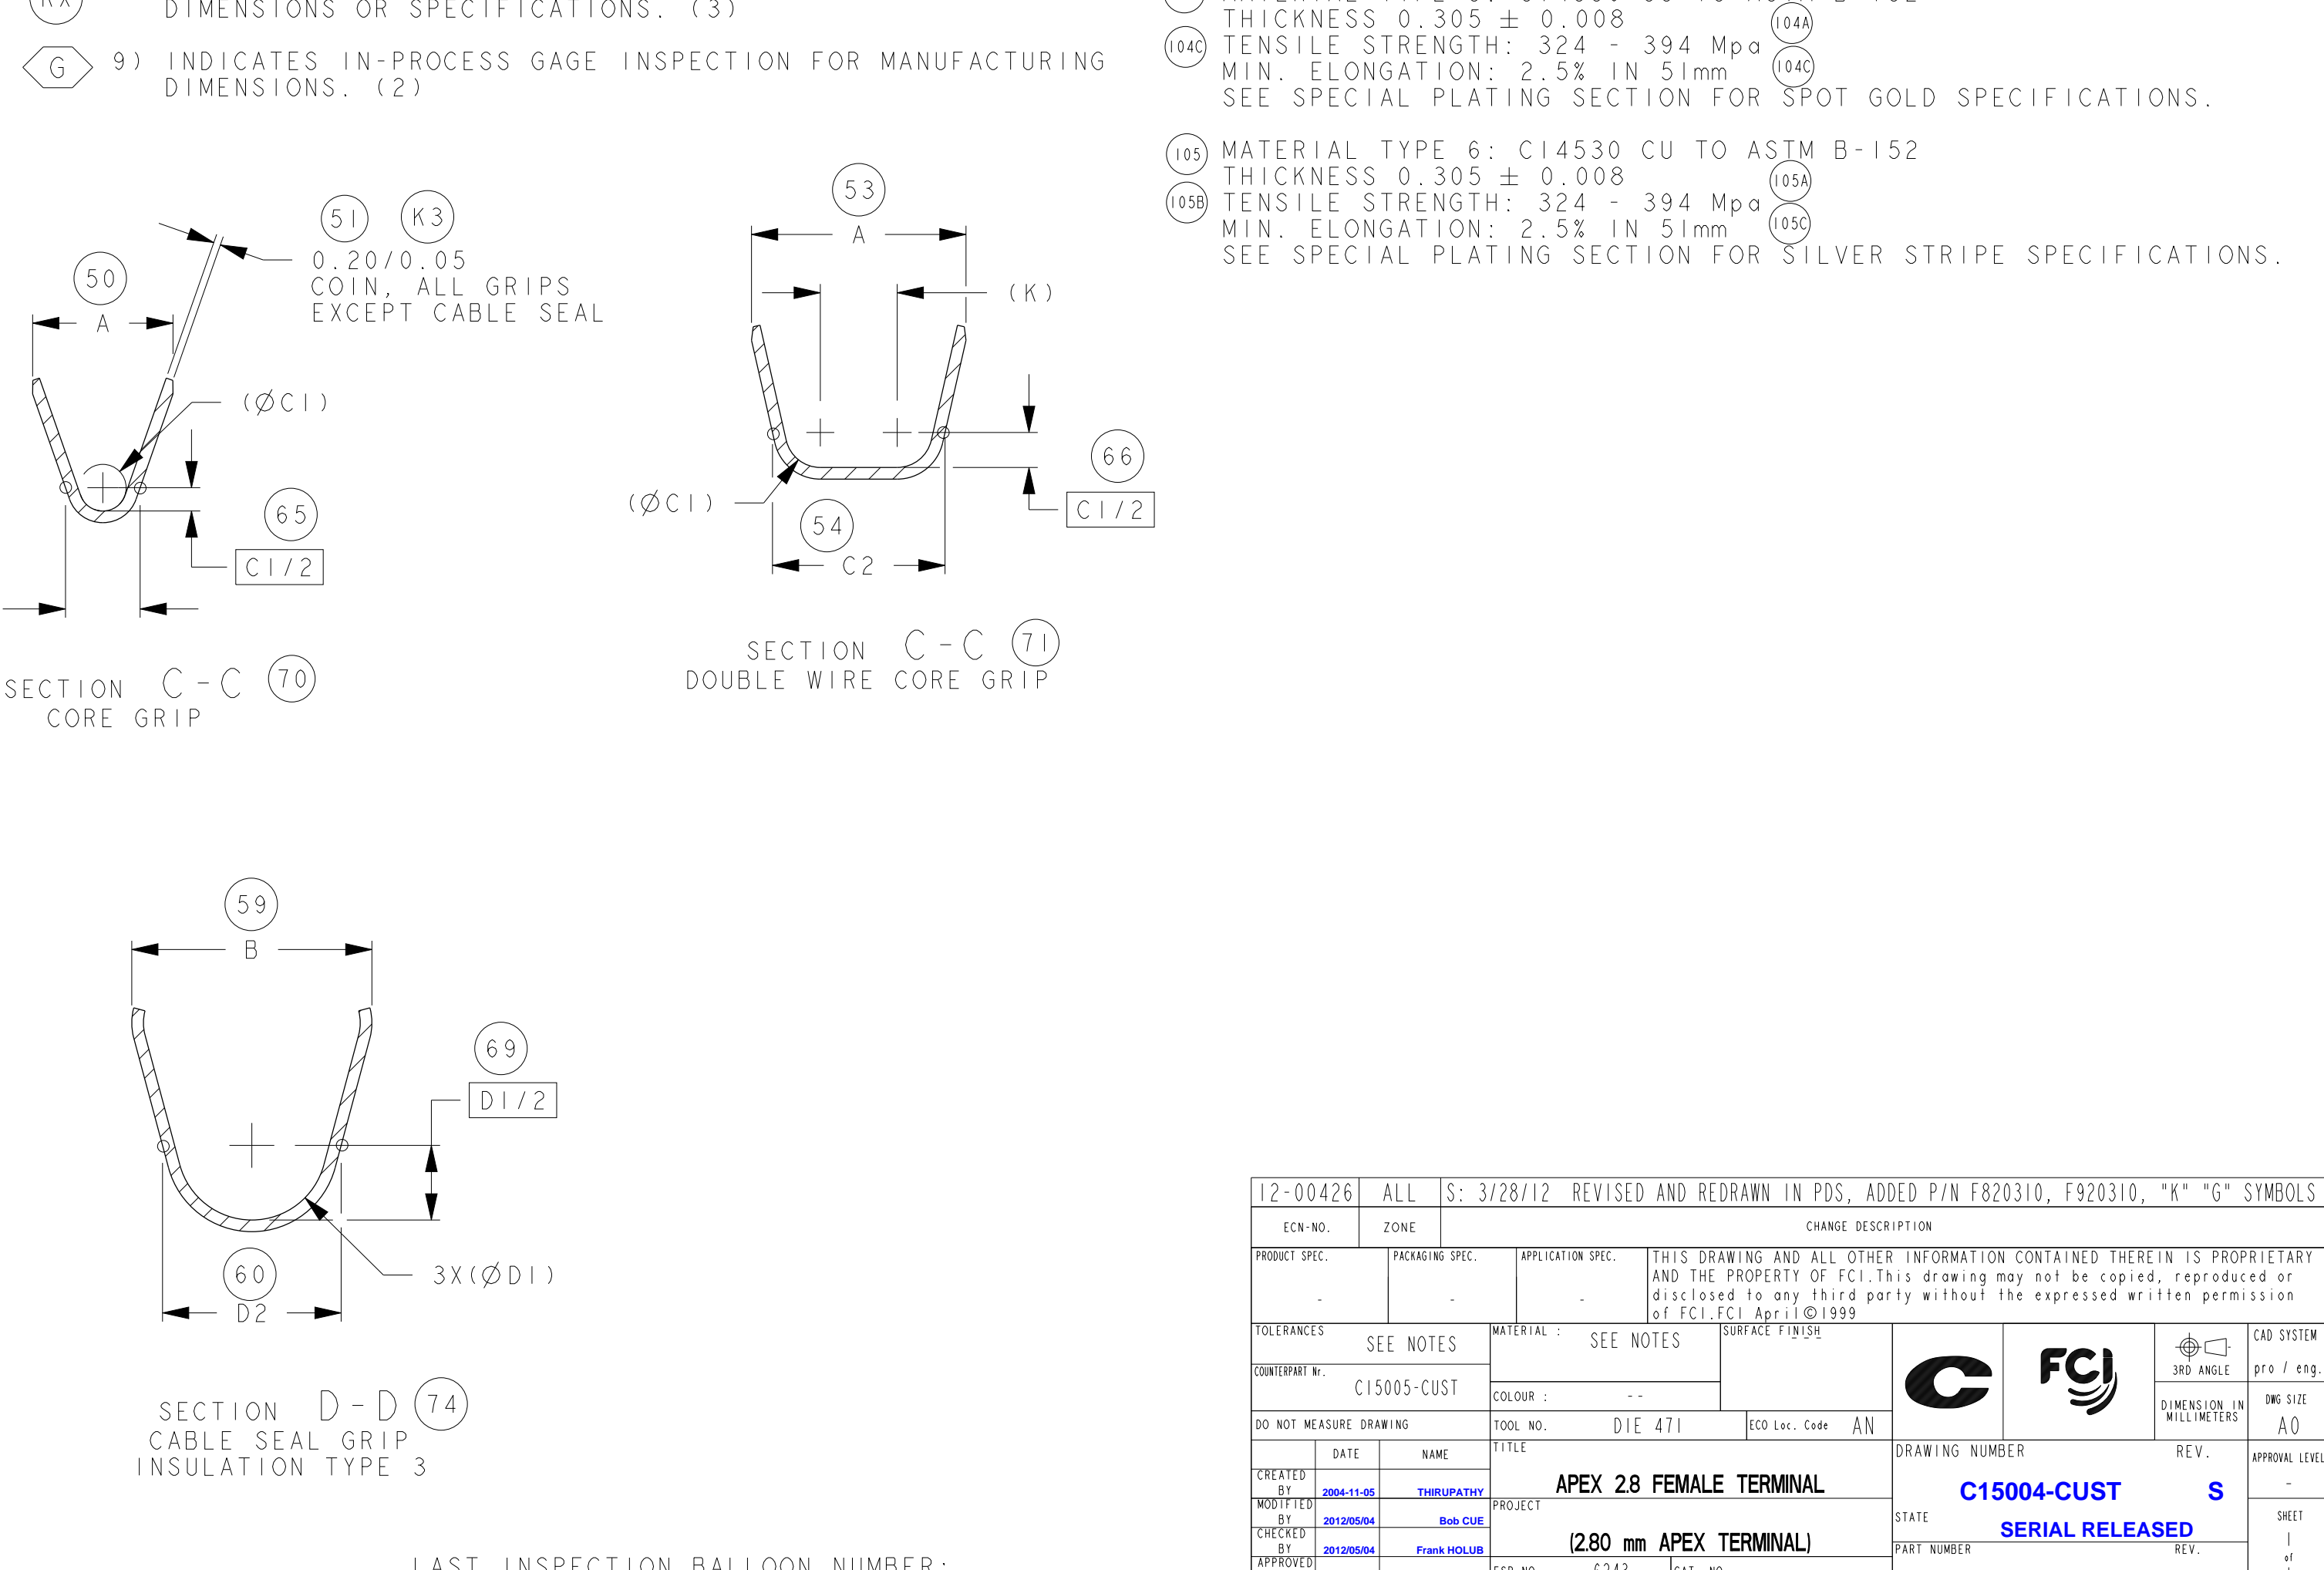 DIMENSIONS OR SPECIFICATIONS. (3)
G 9) INDICATES IN-PROCESS GAGE INSPECTION FOR MANUFACTURING
DIMENSIONS. (2)
THICKNESS 0.305 ± 0.008 104A
104C TENSILE STRENGTH: 324 - 394 Mpa
MIN. ELONGATION: 2.5% IN 51mm 104C
SEE SPECIAL PLATING SECTION FOR SPOT GOLD SPECIFICATIONS.
105 MATERIAL TYPE 6: C14530 CU TO ASTM B-152
THICKNESS 0.305 ± 0.008 105A
105B TENSILE STRENGTH: 324 - 394 Mpa
MIN. ELONGATION: 2.5% IN 51mm 105C
SEE SPECIAL PLATING SECTION FOR SILVER STRIPE SPECIFICATIONS.
51 K3
0.20/0.05
COIN, ALL GRIPS
EXCEPT CABLE SEAL
50
A
(ØC1)
65
C1/2
SECTION C-C 70
CORE GRIP
53
A
(K)
66
C1/2
(ØC1)
54
C2
SECTION C-C 71
DOUBLE WIRE CORE GRIP
59
B
69
D1/2
3X(ØD1)
60
D2
SECTION D-D 74
CABLE SEAL GRIP
INSULATION TYPE 3
LAST INSPECTION BALLOON NUMBER:
12-00426 ALL S: 3/28/12 REVISED AND REDRAWN IN PDS, ADDED P/N F820310, F920310, "K" "G" SYMBOLS
ECN-NO. ZONE CHANGE DESCRIPTION
PRODUCT SPEC. PACKAGING SPEC. APPLICATION SPEC.
- - -
THIS DRAWING AND ALL OTHER INFORMATION CONTAINED THEREIN IS PROPRIETARY
AND THE PROPERTY OF FCI.This drawing may not be copied, reproduced or
disclosed to any third party without the expressed written permission
of FCI.FCI April©1999
TOLERANCES SEE NOTES
MATERIAL : SEE NOTES
SURFACE FINISH
---
COUNTERPART Nr.
C15005-CUST
COLOUR : --
FCI
3RD ANGLE
CAD SYSTEM
pro / eng.
DIMENSION IN
MILLIMETERS
DWG SIZE
A0
DO NOT MEASURE DRAWING
TOOL NO. DIE 471
ECO Loc. Code AN
DATE NAME
CREATED
BY 2004-11-05 THIRUPATHY
MODIFIED
BY 2012/05/04 Bob CUE
CHECKED
BY 2012/05/04 Frank HOLUB
APPROVED
TITLE
APEX 2.8 FEMALE TERMINAL
PROJECT
(2.80 mm APEX TERMINAL)
DRAWING NUMBER REV.
C15004-CUST S
STATE
SERIAL RELEASED
PART NUMBER REV.
APPROVAL LEVEL
-
SHEET
1
of